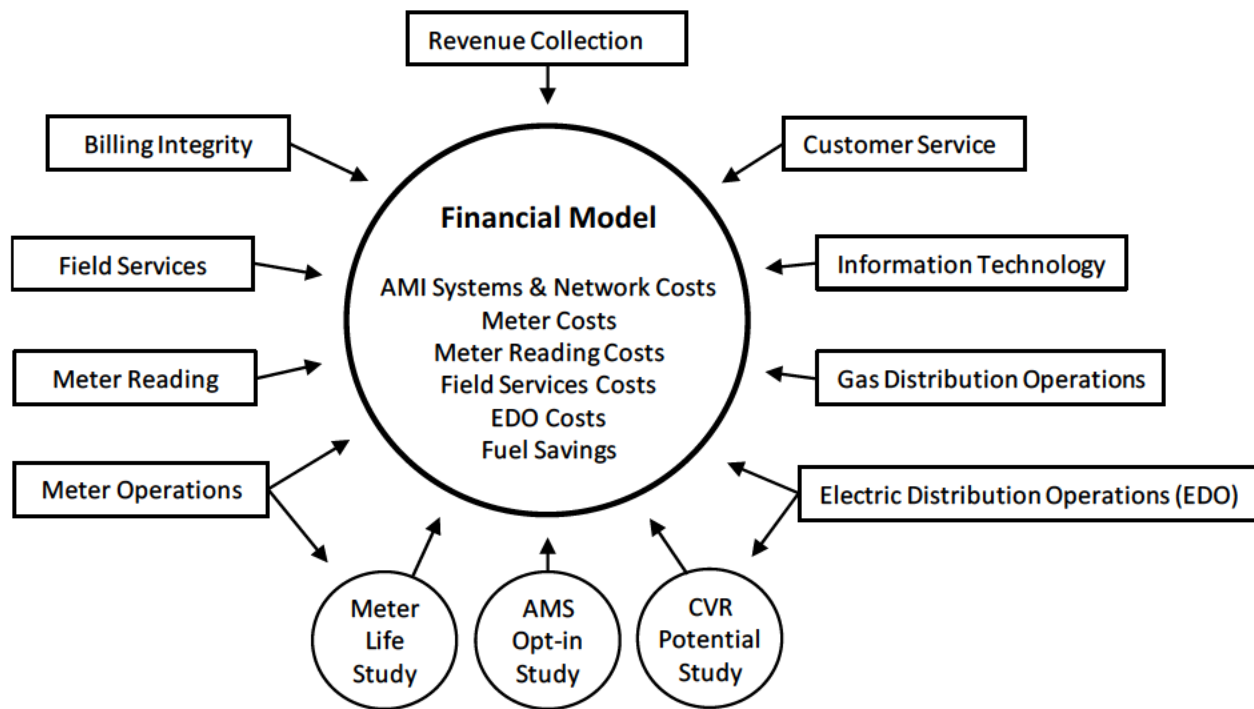 Revenue Collection
Billing Integrity
Customer Service
Financial Model
Field Services
Information Technology
AMI Systems & Network Costs
Meter Costs
Meter Reading Costs
Field Services Costs
EDO Costs
Fuel Savings
Meter Reading
Gas Distribution Operations
Meter Operations
Electric Distribution Operations (EDO)
Meter
Life
Study
AMS
Opt-in
Study
CVR
Potential
Study